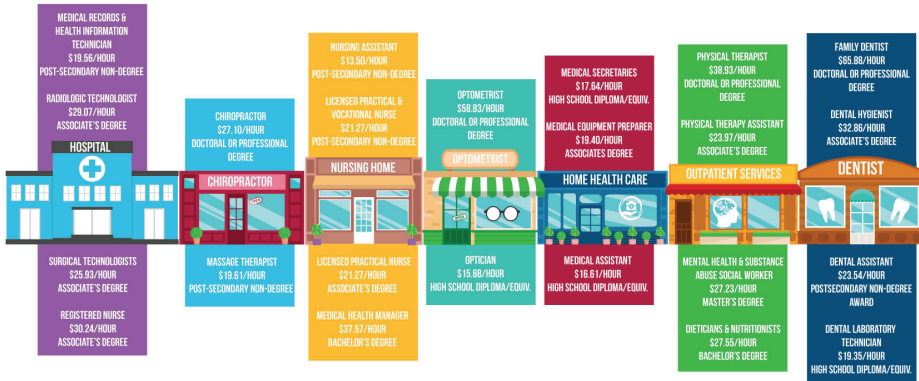 MEDICAL RECORDS &
HEALTH INFORMATION
TECHNICIAN
$19.56/HOUR
POST-SECONDARY NON-DEGREE
RADIOLOGIC TECHNOLOGIST
$29.07/HOUR
ASSOCIATE'S DEGREE
HOSPITAL
SURGICAL TECHNOLOGISTS
$25.93/HOUR
ASSOCIATE'S DEGREE
REGISTERED NURSE
$30.24/HOUR
ASSOCIATE'S DEGREE
CHIROPRACTOR
$27.10/HOUR
DOCTORAL OR PROFESSIONAL
DEGREE
CHIROPRACTOR
MASSAGE THERAPIST
$19.61/HOUR
POST-SECONDARY NON-DEGREE
NURSING ASSISTANT
$13.50/HOUR
POST-SECONDARY NON-DEGREE
LICENSED PRACTICAL &
VOCATIONAL NURSE
$21.27/HOUR
POST-SECONDARY NON-DEGREE
NURSING HOME
LICENSED PRACTICAL NURSE
$21.27/HOUR
ASSOCIATE'S DEGREE
MEDICAL HEALTH MANAGER
$37.57/HOUR
BACHELOR'S DEGREE
OPTOMETRIST
$58.83/HOUR
DOCTORAL OR PROFESSIONAL
DEGREE
OPTOMETRIST
OPTICIAN
$15.68/HOUR
HIGH SCHOOL DIPLOMA/EQUIV.
MEDICAL SECRETARIES
$17.64/HOUR
HIGH SCHOOL DIPLOMA/EQUIV.
MEDICAL EQUIPMENT PREPARER
$19.40/HOUR
ASSOCIATES DEGREE
HOME HEALTH CARE
MEDICAL ASSISTANT
$16.61/HOUR
HIGH SCHOOL DIPLOMA/EQUIV.
PHYSICAL THERAPIST
$38.93/HOUR
DOCTORAL OR PROFESSIONAL
DEGREE
PHYSICAL THERAPY ASSISTANT
$23.97/HOUR
ASSOCIATE'S DEGREE
OUTPATIENT SERVICES
MENTAL HEALTH & SUBSTANCE
ABUSE SOCIAL WORKER
$27.23/HOUR
MASTER'S DEGREE
DIETICIANS & NUTRITIONISTS
$27.55/HOUR
BACHELOR'S DEGREE
FAMILY DENTIST
$65.88/HOUR
DOCTORAL OR PROFESSIONAL
DEGREE
DENTAL HYGIENIST
$32.86/HOUR
ASSOCIATE'S DEGREE
DENTIST
DENTAL ASSISTANT
$23.54/HOUR
POSTSECONDARY NON-DEGREE
AWARD
DENTAL LABORATORY
TECHNICIAN
$19.35/HOUR
HIGH SCHOOL DIPLOMA/EQUIV.